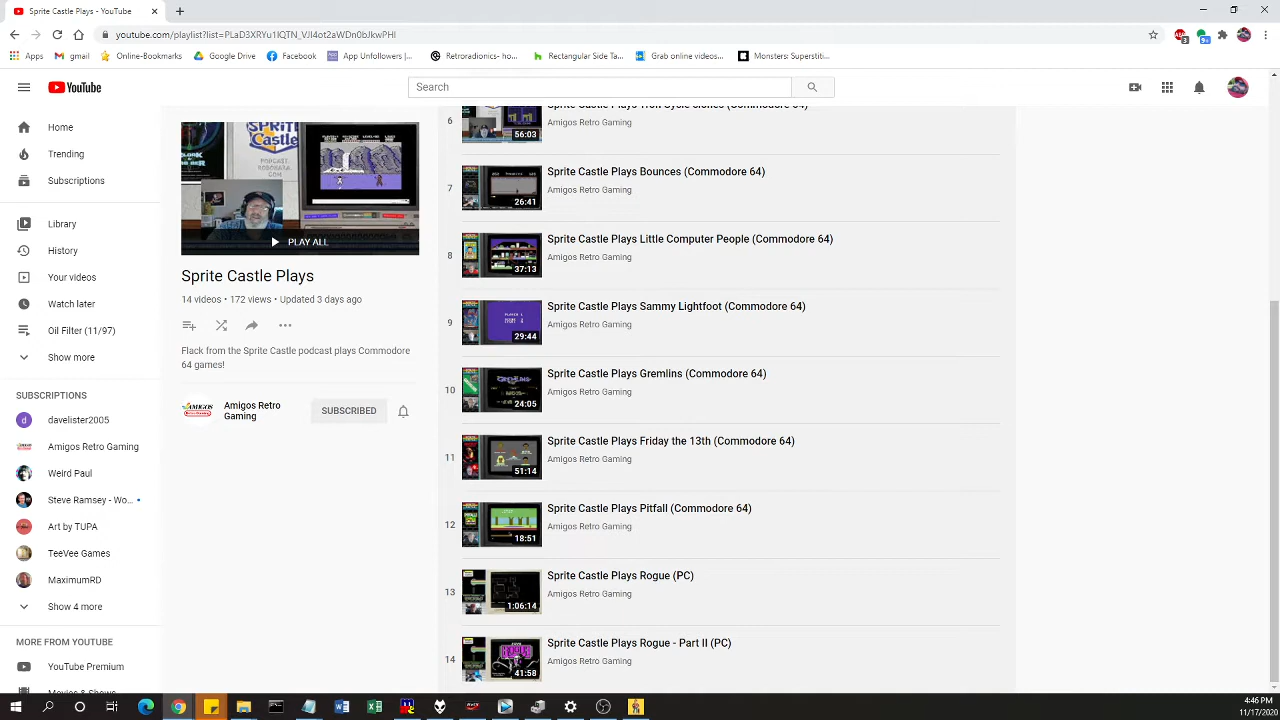 Sprite Castle Plays - YouTube
youtube.com/playlist?list=PLaD3XRYu1IQTN_VJI4ot2aWDn0bJkwPHI
Apps gmail Online-Bookmarks Google Drive Facebook App Unfollowers |... Retroradionics- ho... Rectangular Side Ta... Grab online videos... Monsters: Superstiti...
YouTube
Search
Home
Trending
Subscriptions
Library
History
Your videos
Watch later
Oil Filter (11/97)
Show more
SUBSCRIPTIONS
davelister2005
Amigos Retro Gaming
Weird Paul
Steve Ramsey - Wo...
Art by TUPA
TeeVee Games
MaximumRD
Show 4 more
MORE FROM YOUTUBE
YouTube Premium
Movies & Shows
PLAY ALL
Sprite Castle Plays
14 videos • 172 views • Updated 3 days ago
Flack from the Sprite Castle podcast plays Commodore
64 games!
Amigos Retro
Gaming
SUBSCRIBED
Sprite Castle Plays Tron Cycle Clones (Commodore 64)
6
56:03
Amigos Retro Gaming
7
26:41
Sprite Castle Plays Bounces (Commodore 64)
Amigos Retro Gaming
8
37:13
Sprite Castle Plays Little Computer People (Commodore 64)
Amigos Retro Gaming
9
29:44
Sprite Castle Plays Sammy Lightfoot (Commodore 64)
Amigos Retro Gaming
10
24:05
Sprite Castle Plays Gremlins (Commodore 64)
Amigos Retro Gaming
11
51:14
Sprite Castle Plays Friday the 13th (Commodore 64)
Amigos Retro Gaming
12
18:51
Sprite Castle Plays Pitfall (Commodore 64)
Amigos Retro Gaming
13
1:06:14
Sprite Castle Plays Rogue (PC)
Amigos Retro Gaming
14
41:58
Sprite Castle Plays Rogue - Part II (PC)
Amigos Retro Gaming
4:46 PM
11/17/2020